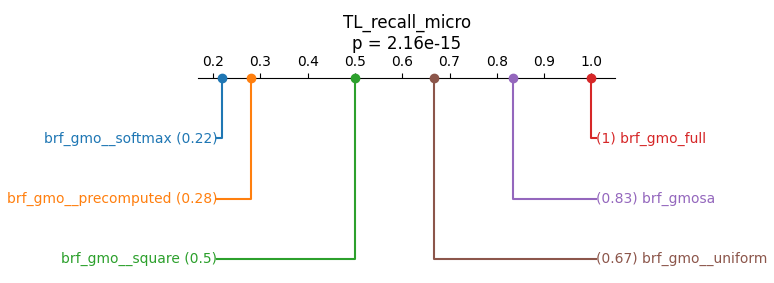 TL_recall_micro
p = 2.16e-15
0.2 0.3 0.4 0.5 0.6 0.7 0.8 0.9 1.0
brf_gmo__softmax (0.22) (1) brf_gmo_full
brf_gmo__precomputed (0.28) (0.83) brf_gmosa
brf_gmo__square (0.5) (0.67) brf_gmo__uniform